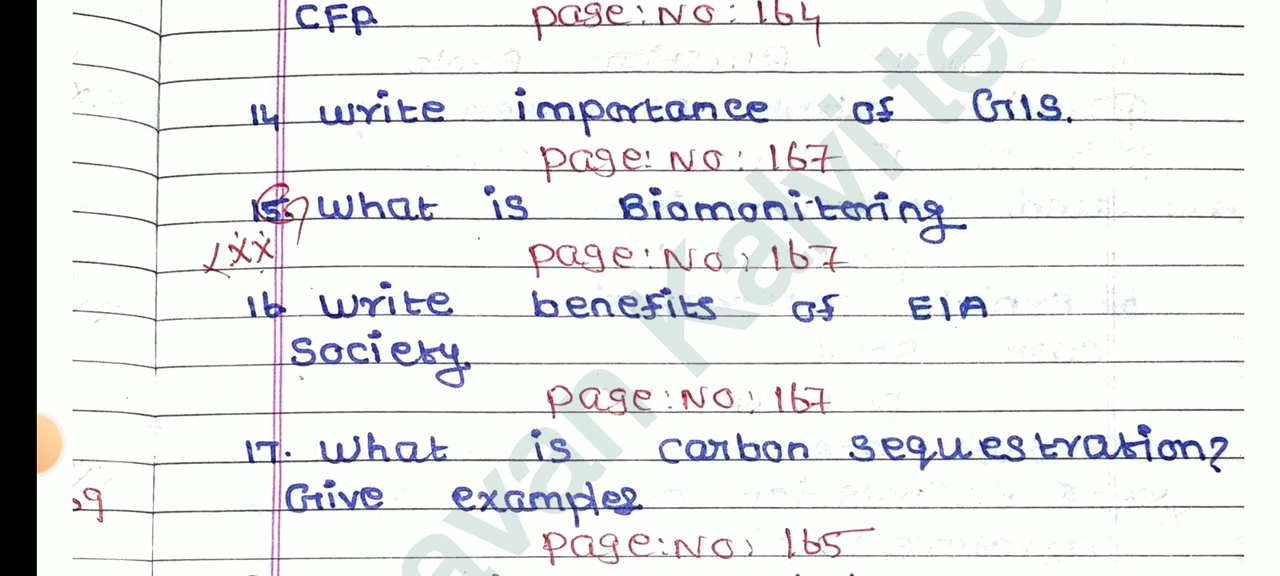 CFP page: No: 164
14 write importance of GIS.
page: No: 167
15. What is Biomonitoring
page: No: 167
16 write benefits of EIA
Society.
page: No: 167
17. What is carbon sequestration?
Give examples
page: No: 165